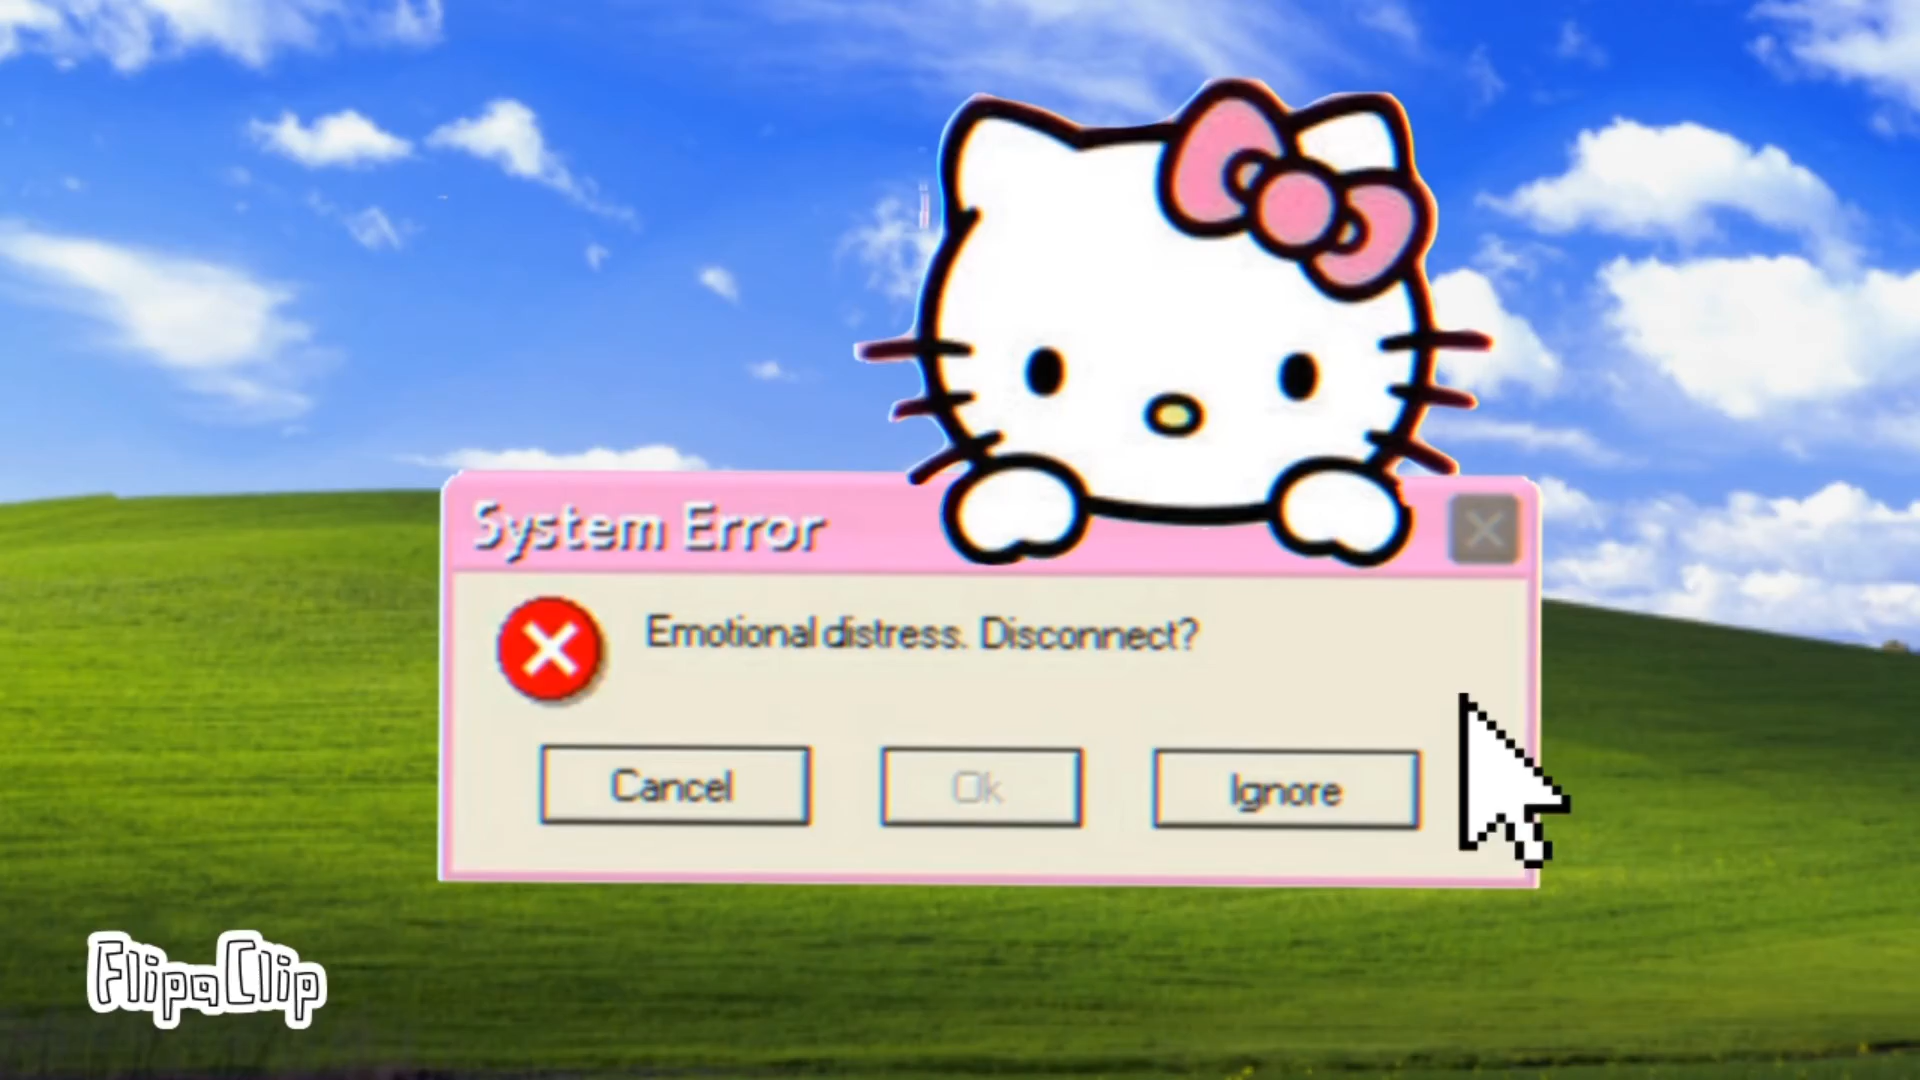 System Error
Emotional distress. Disconnect?
Cancel
Ok
Ignore
FlipaClip